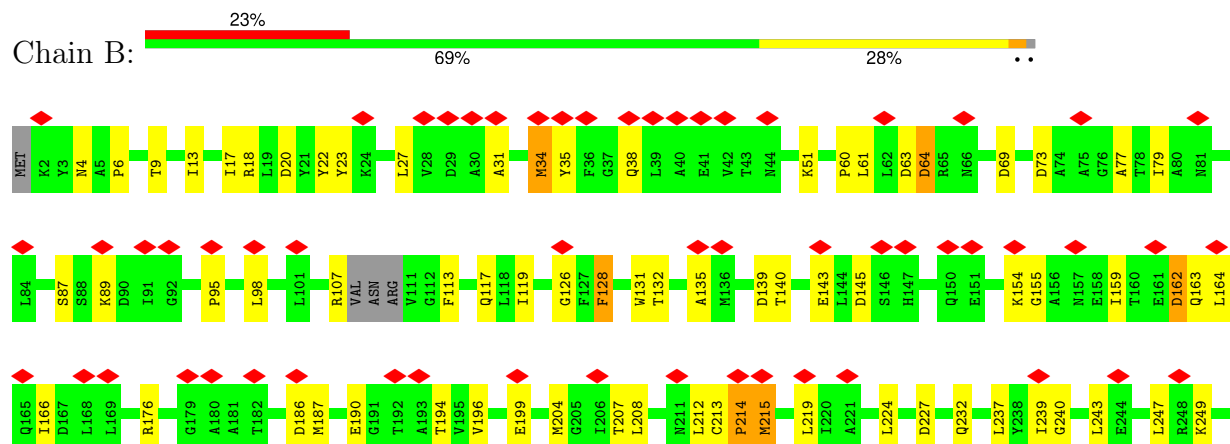 23%
Chain B:
69% 28% • •
MET K2 Y3 N4 A5 P6 T9 I13 I17 R18 L19 D20 Y21 Y22 Y23 K24 L27 V28 D29 A30 A31 M34 Y35 F36 G37 Q38 L39 A40 E41 V42 T43 N44 K51 P60 L61 L62 D63 D64 R65 N66 D69 D73 A74 A75 G76 A77 T78 I79 A80 N81
L84 S87 S88 K89 D90 I91 G92 P95 L98 L101 R107 VAL ASN ARG V111 G112 F113 Q117 L118 I119 G126 F127 F128 W131 T132 A135 M136 D139 T140 E143 L144 D145 S146 H147 Q150 E151 K154 G155 A156 N157 E158 I159 T160 E161 D162 Q163 L164
Q165 I166 D167 L168 L169 R176 G179 A180 A181 T182 D186 M187 E190 G191 T192 A193 T194 V195 V196 E199 M204 G205 I206 T207 L208 N211 L212 C213 P214 M215 L219 I220 A221 L224 D227 Q232 L237 V238 I239 G240 L243 E244 L247 R248 K249